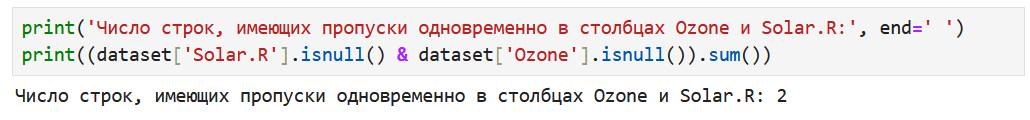 print('Число строк, имеющих пропуски одновременно в столбцах Ozone и Solar.R:', end=' ')
print((dataset['Solar.R'].isnull() & dataset['Ozone'].isnull()).sum())
Число строк, имеющих пропуски одновременно в столбцах Ozone и Solar.R: 2